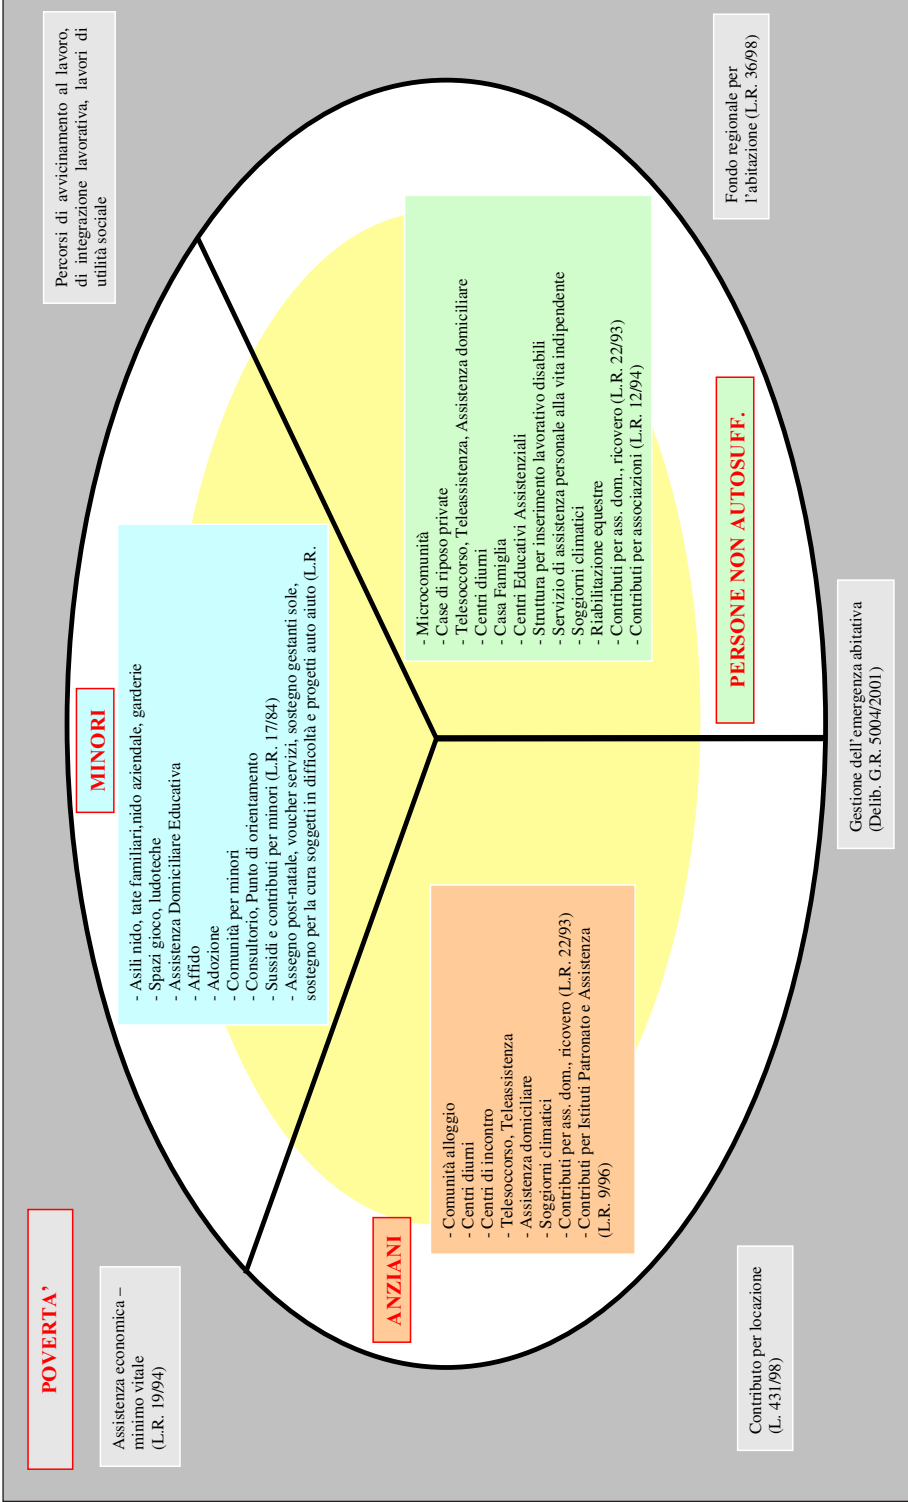 POVERTA’
Assistenza economica –
minimo vitale
(L.R. 19/94)
Percorsi di avvicinamento al lavoro,
di integrazione lavorativa, lavori di
utilità sociale
MINORI
- Asili nido, tate familiari,nido aziendale, garderie
- Spazi gioco, ludoteche
- Assistenza Domiciliare Educativa
- Affido
- Adozione
- Comunità per minori
- Consultorio, Punto di orientamento
- Sussidi e contributi per minori (L.R. 17/84)
- Assegno post-natale, voucher servizi, sostegno gestanti sole,
sostegno per la cura soggetti in difficoltà e progetti auto aiuto (L.R.
ANZIANI
- Comunità alloggio
- Centri diurni
- Centri di incontro
- Telesoccorso, Teleassistenza
- Assistenza domiciliare
- Soggiorni climatici
- Contributi per ass. dom., ricovero (L.R. 22/93)
- Contributi per Istituti Patronato e Assistenza
(L.R. 9/96)
- Microcomunità
- Case di riposo private
- Telesoccorso, Teleassistenza, Assistenza domiciliare
- Centri diurni
- Casa Famiglia
- Centri Educativi Assistenziali
- Struttura per inserimento lavorativo disabili
- Servizio di assistenza personale alla vita indipendente
- Soggiorni climatici
- Riabilitazione equestre
- Contributi per ass. dom., ricovero (L.R. 22/93)
- Contributi per associazioni (L.R. 12/94)
PERSONE NON AUTOSUFF.
Contributo per locazione
(L. 431/98)
Gestione dell’emergenza abitativa
(Delib. G.R. 5004/2001)
Fondo regionale per
l’abitazione (L.R. 36/98)